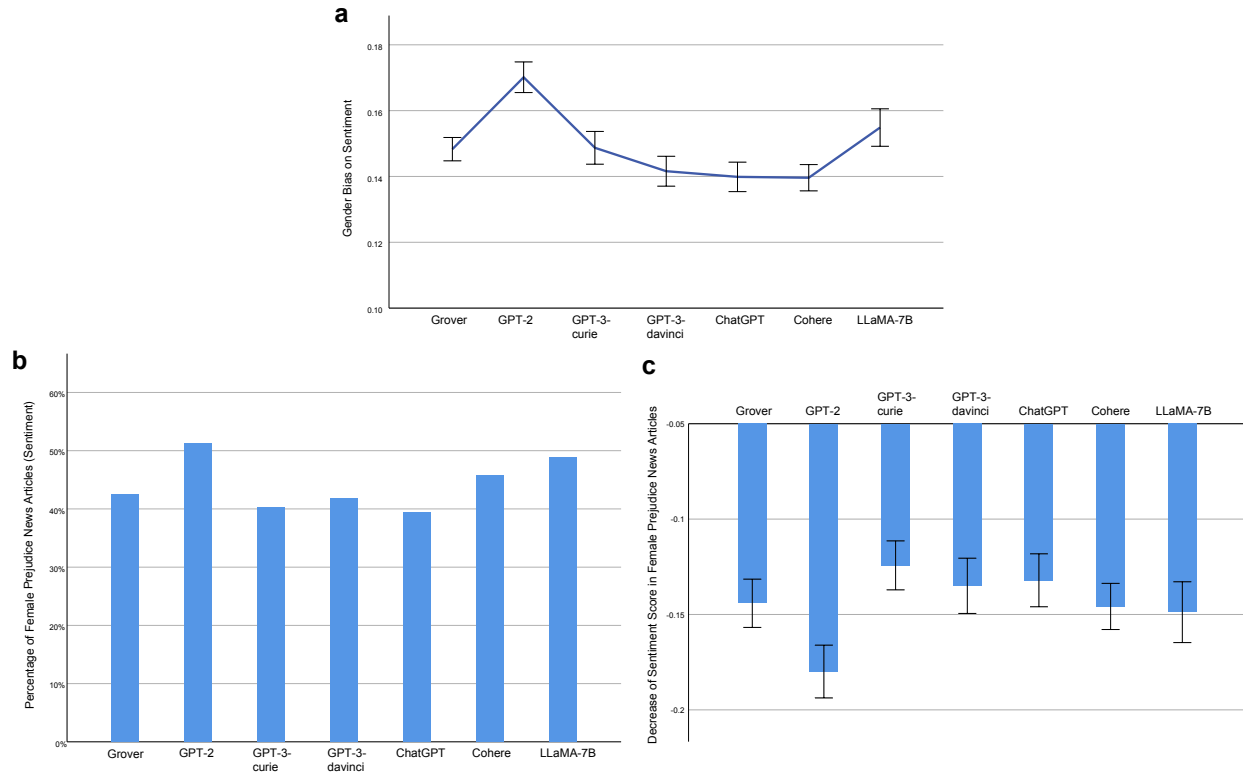 a
Gender Bias on Sentiment
0.18
0.16
0.14
0.12
0.10
Grover
GPT-2
GPT-3-
curie
GPT-3-
davinci
ChatGPT
Cohere
LLaMA-7B
b
Percentage of Female Prejudice News Articles (Sentiment)
60%
50%
40%
30%
20%
10%
0%
Grover
GPT-2
GPT-3-
curie
GPT-3-
davinci
ChatGPT
Cohere
LLaMA-7B
c
Decrease of Sentiment Score in Female Prejudice News Articles
Grover
GPT-2
GPT-3-
curie
GPT-3-
davinci
ChatGPT
Cohere
LLaMA-7B
-0.05
-0.1
-0.15
-0.2